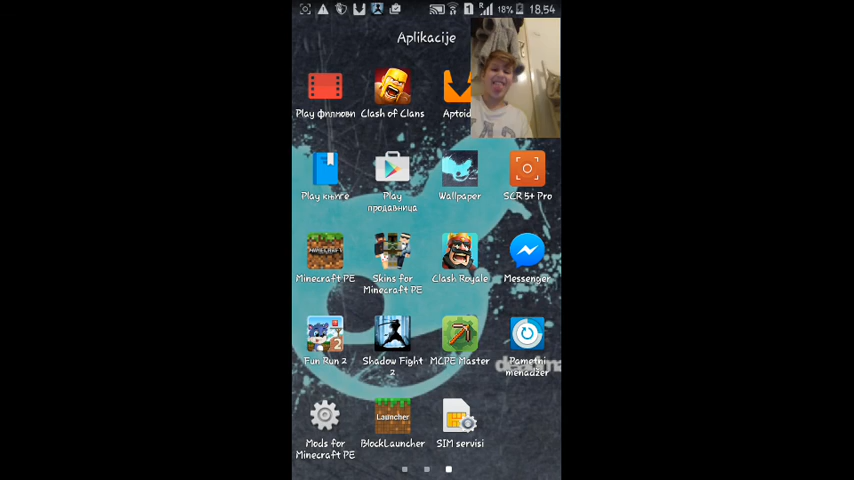 R 1 18% 18.54
Aplikacije
Play филмови Clash of Clans Aptoid
Play књиге Play продавница Wallpaper SCR 5+ Pro
Minecraft PE Skins for Minecraft PE Clash Royale Messenger
Fun Run 2 Shadow Fight 2 MCPE Master Pametni menadžer
Launcher
Mods for Minecraft PE BlockLauncher SIM servisi